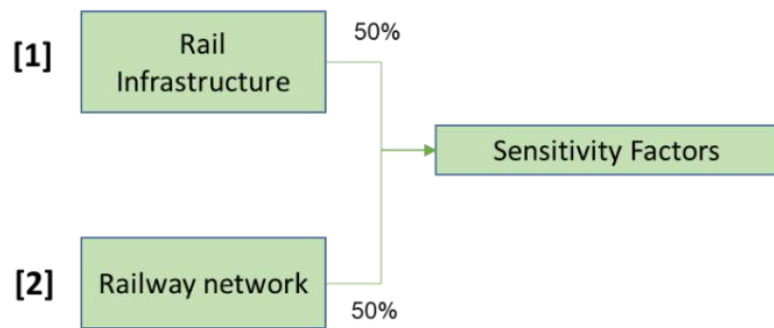 [1]
Rail
Infrastructure
50%
Sensitivity Factors
[2]
Railway network
50%